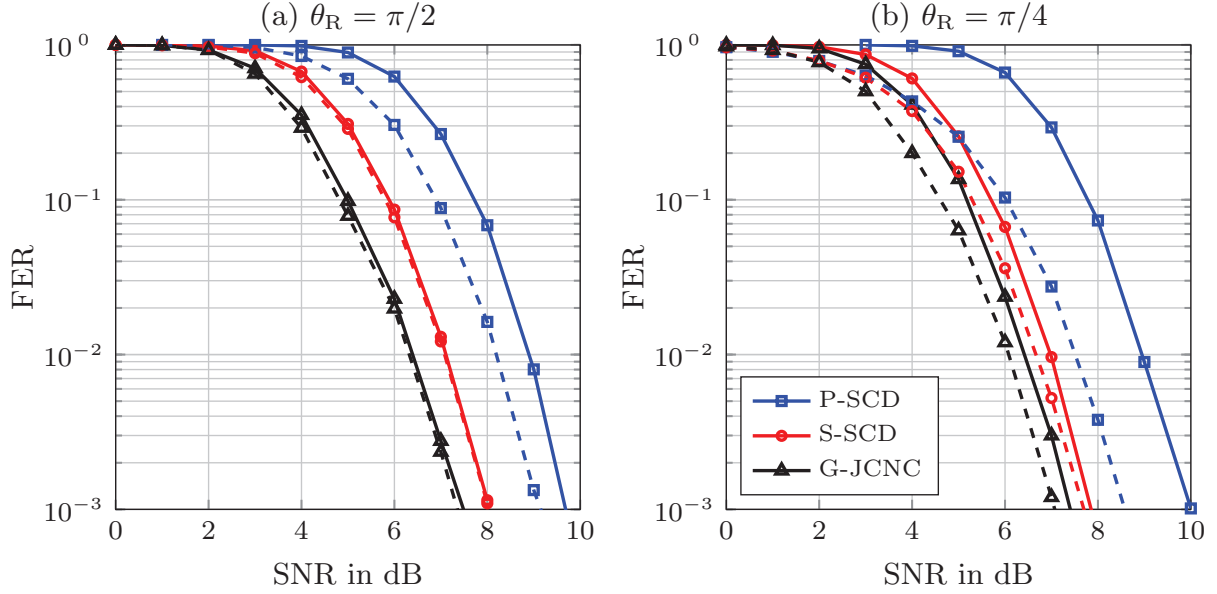 (a) θR = π/2
10^0
10^−1
10^−2
10^−3
FER
0 2 4 6 8 10
SNR in dB
(b) θR = π/4
10^0
10^−1
10^−2
10^−3
FER
P-SCD
S-SCD
G-JCNC
0 2 4 6 8 10
SNR in dB